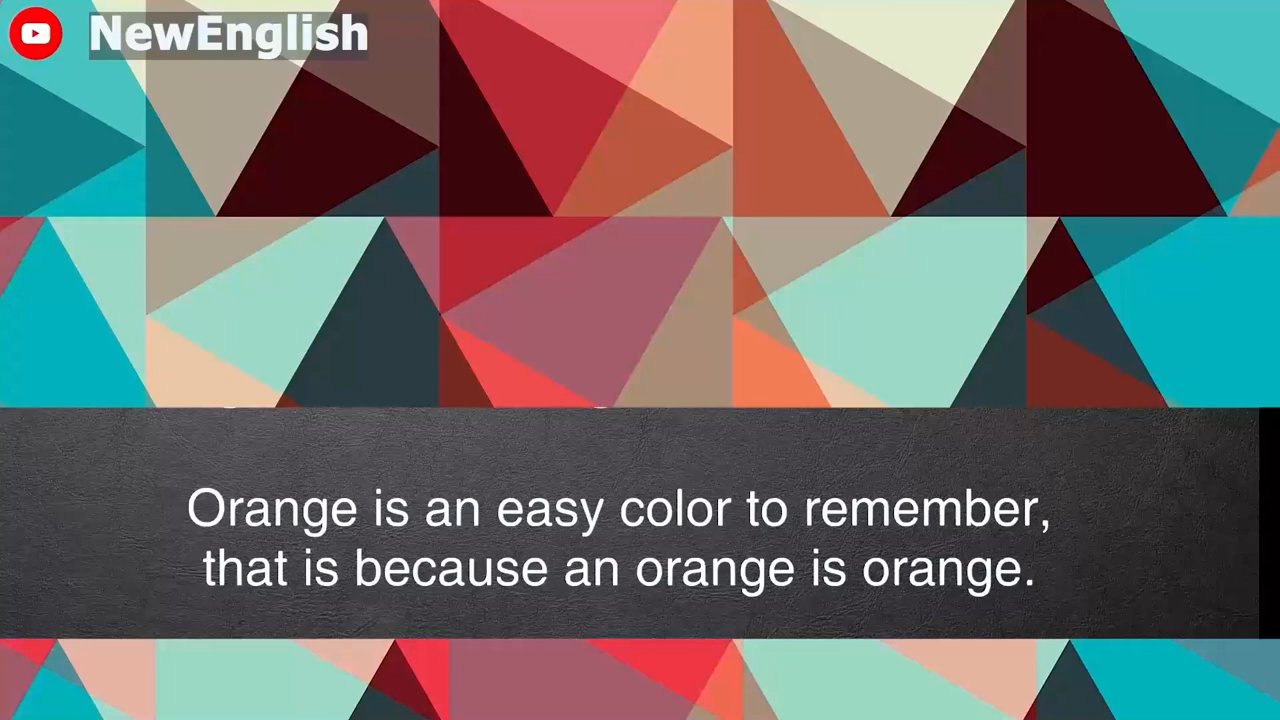 NewEnglish
Orange is an easy color to remember,
that is because an orange is orange.